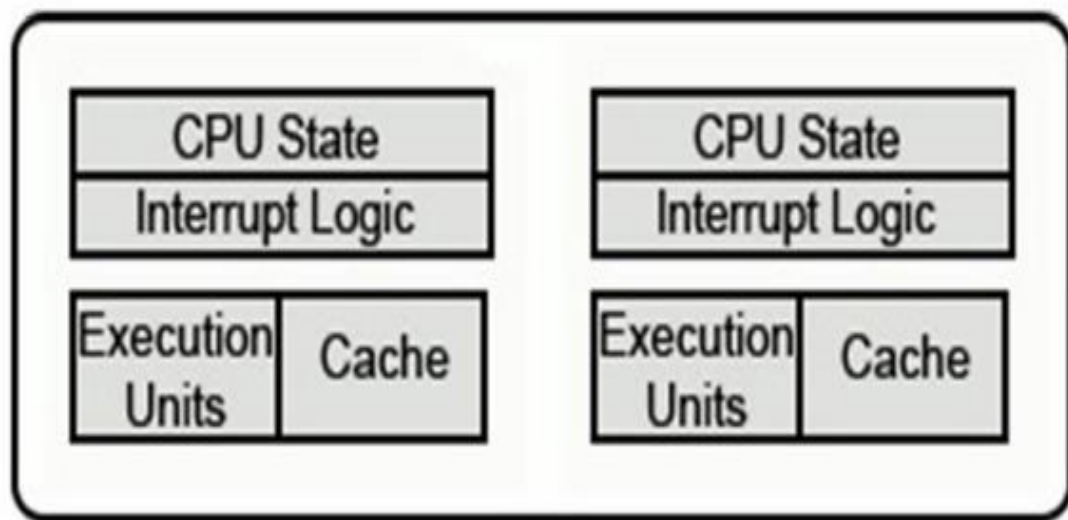 CPU State
Interrupt Logic
Execution
Units
Cache
CPU State
Interrupt Logic
Execution
Units
Cache